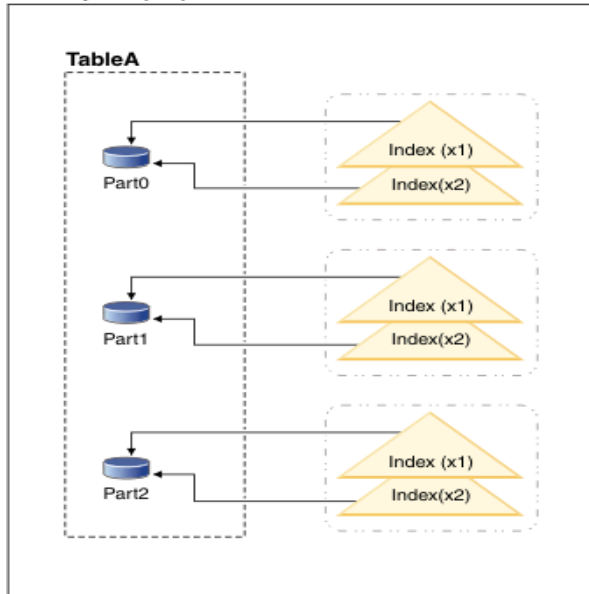 TableA
Index (x1)
Part0
Index(x2)
Index (x1)
Part1
Index(x2)
Index (x1)
Part2
Index(x2)